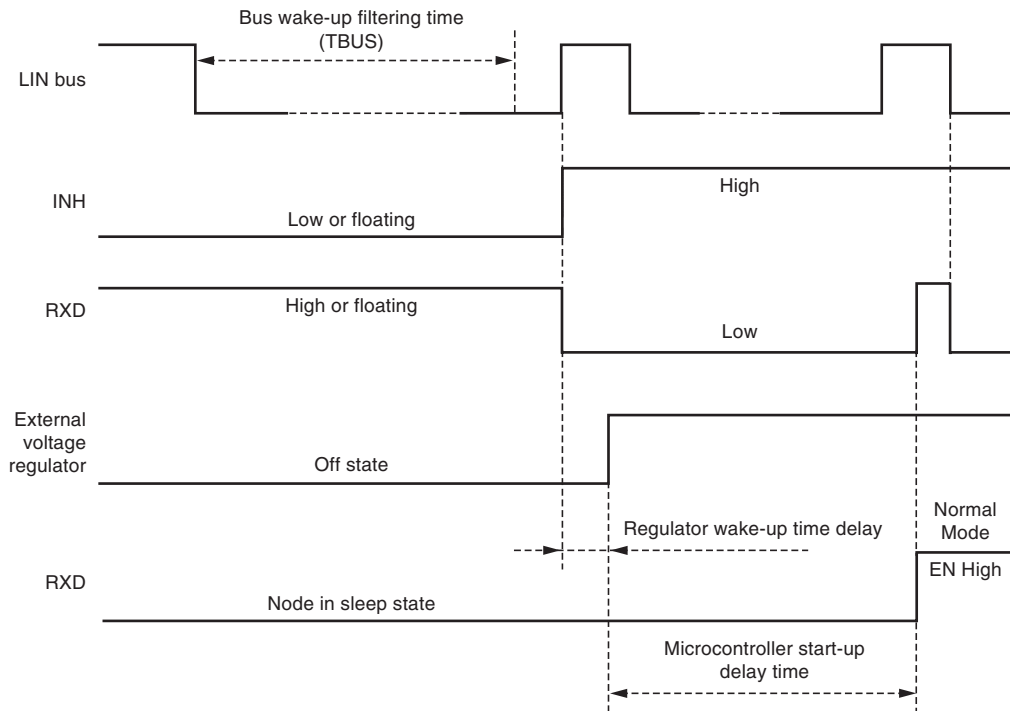 Bus wake-up filtering time
(TBUS)
LIN bus
INH
High
Low or floating
RXD
High or floating
Low
External
voltage
regulator
Off state
Regulator wake-up time delay
Normal
Mode
RXD
EN High
Node in sleep state
Microcontroller start-up
delay time